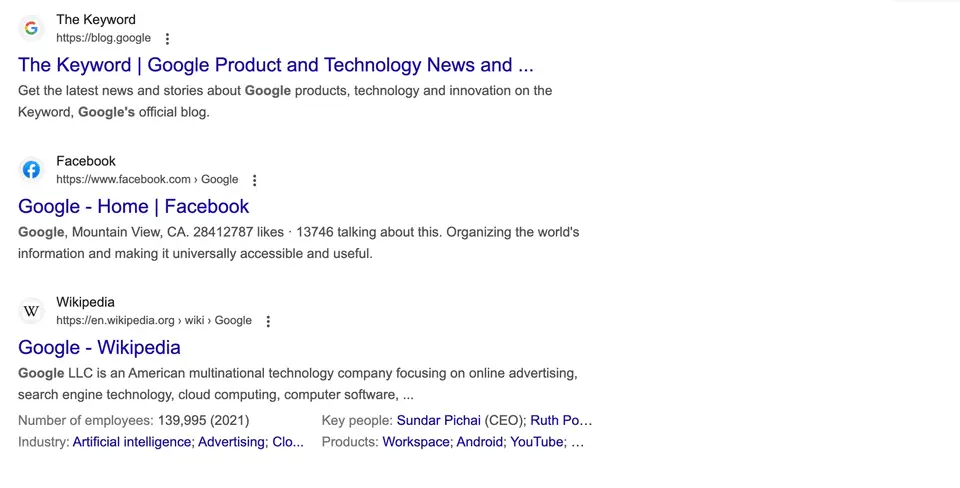 The Keyword
https://blog.google
The Keyword | Google Product and Technology News and ...
Get the latest news and stories about Google products, technology and innovation on the
Keyword, Google's official blog.
Facebook
https://www.facebook.com › Google
Google - Home | Facebook
Google, Mountain View, CA. 28412787 likes · 13746 talking about this. Organizing the world's
information and making it universally accessible and useful.
W
Wikipedia
https://en.wikipedia.org › wiki › Google
Google - Wikipedia
Google LLC is an American multinational technology company focusing on online advertising,
search engine technology, cloud computing, computer software, ...
Number of employees: 139,995 (2021) Key people: Sundar Pichai (CEO); Ruth Po...
Industry: Artificial intelligence; Advertising; Clo... Products: Workspace; Android; YouTube; ...